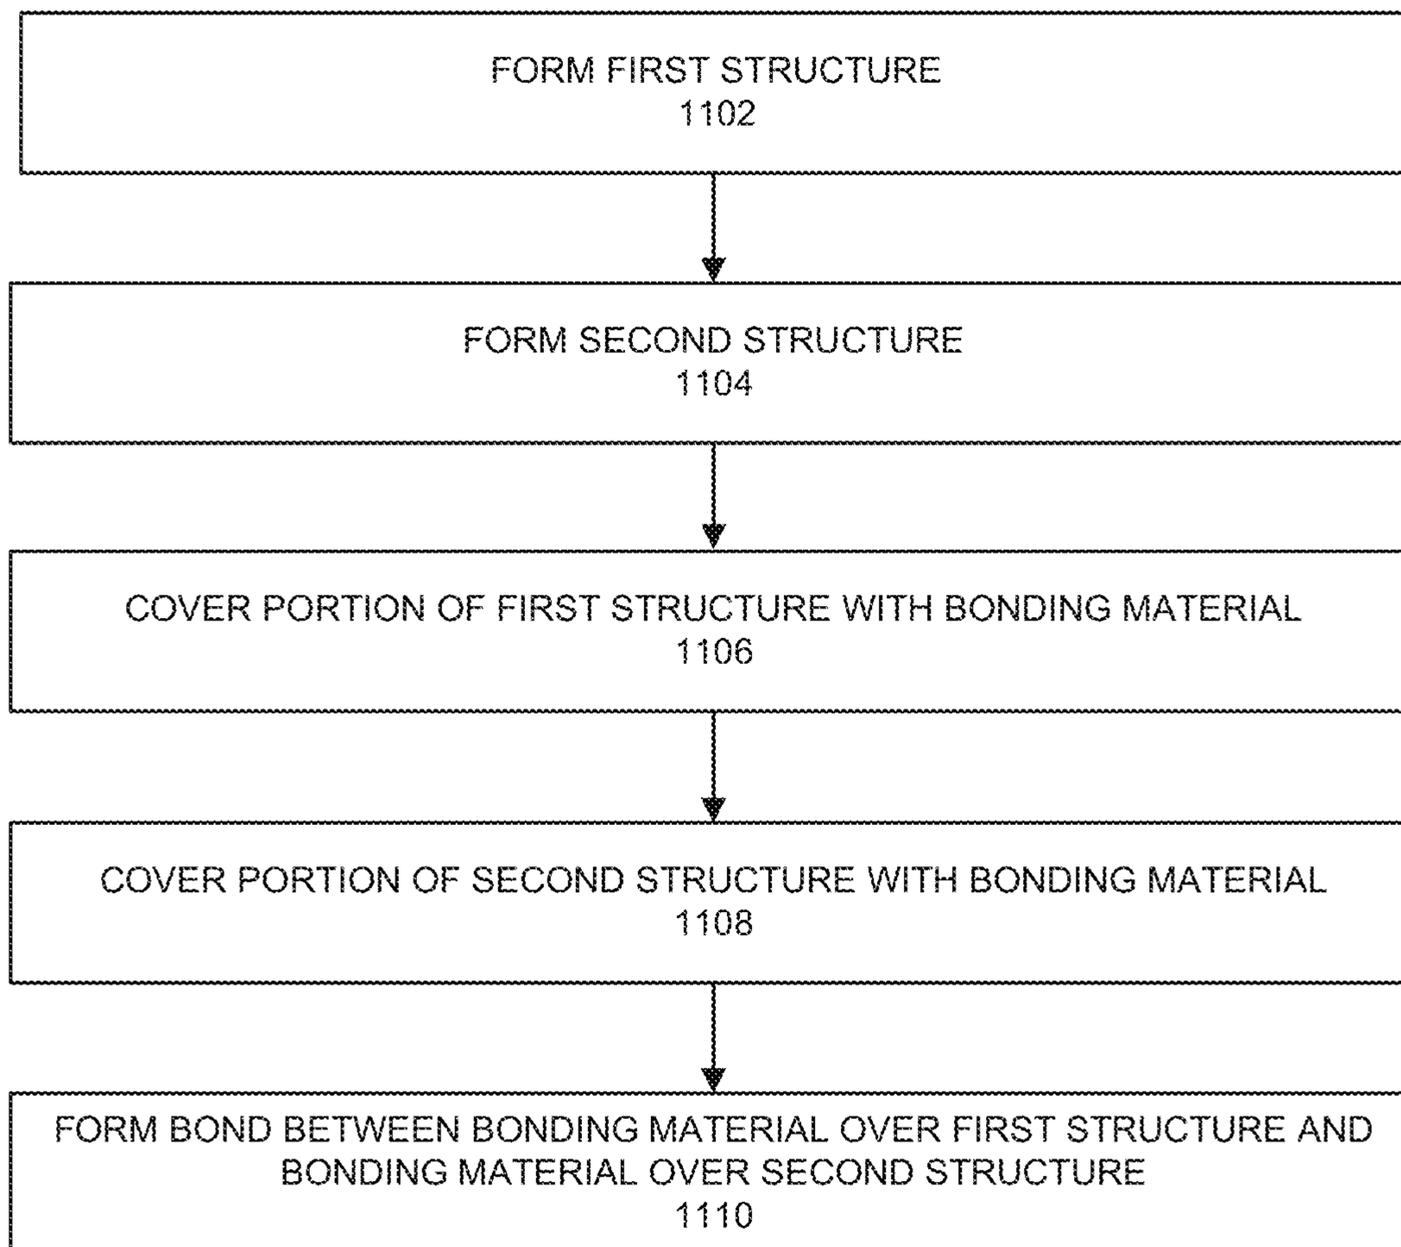 FORM FIRST STRUCTURE
1102
FORM SECOND STRUCTURE
1104
COVER PORTION OF FIRST STRUCTURE WITH BONDING MATERIAL
1106
COVER PORTION OF SECOND STRUCTURE WITH BONDING MATERIAL
1108
FORM BOND BETWEEN BONDING MATERIAL OVER FIRST STRUCTURE AND
BONDING MATERIAL OVER SECOND STRUCTURE
1110